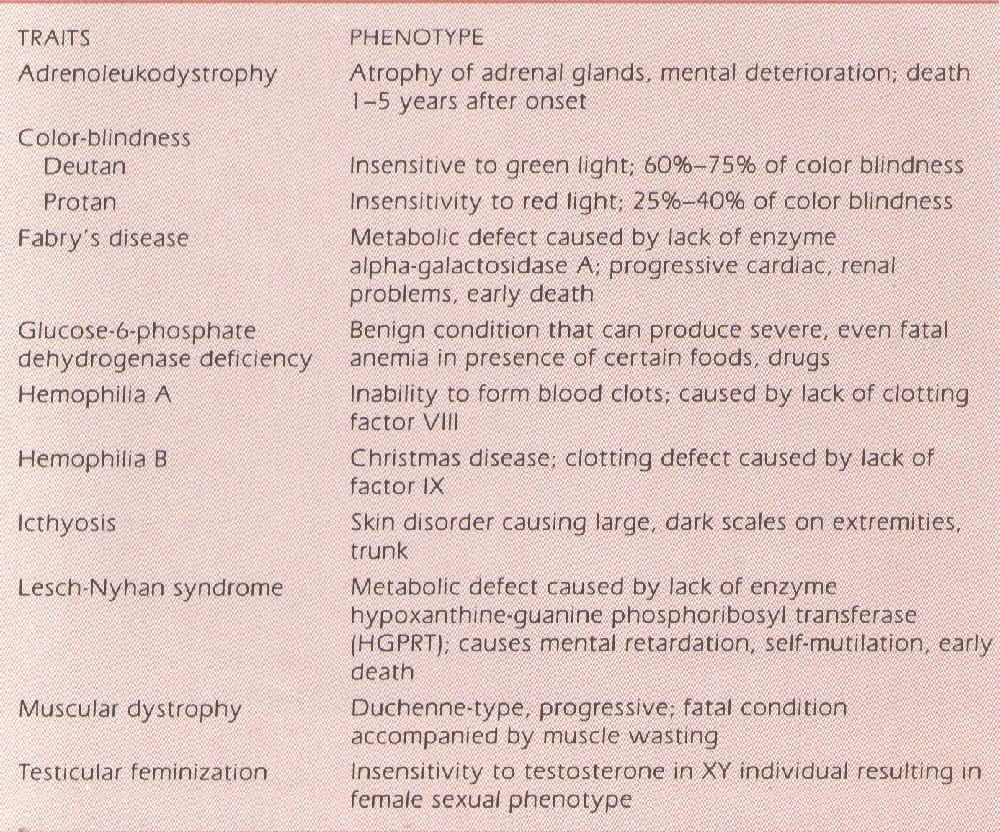 TRAITS PHENOTYPE
Adrenoleukodystrophy Atrophy of adrenal glands, mental deterioration; death
1–5 years after onset
Color-blindness
Deutan Insensitive to green light; 60%–75% of color blindness
Protan Insensitivity to red light; 25%–40% of color blindness
Fabry's disease Metabolic defect caused by lack of enzyme
alpha-galactosidase A; progressive cardiac, renal
problems, early death
Glucose-6-phosphate Benign condition that can produce severe, even fatal
dehydrogenase deficiency anemia in presence of certain foods, drugs
Hemophilia A Inability to form blood clots; caused by lack of clotting
factor VIII
Hemophilia B Christmas disease; clotting defect caused by lack of
factor IX
Icthyosis Skin disorder causing large, dark scales on extremities,
trunk
Lesch-Nyhan syndrome Metabolic defect caused by lack of enzyme
hypoxanthine-guanine phosphoribosyl transferase
(HGPRT); causes mental retardation, self-mutilation, early
death
Muscular dystrophy Duchenne-type, progressive; fatal condition
accompanied by muscle wasting
Testicular feminization Insensitivity to testosterone in XY individual resulting in
female sexual phenotype